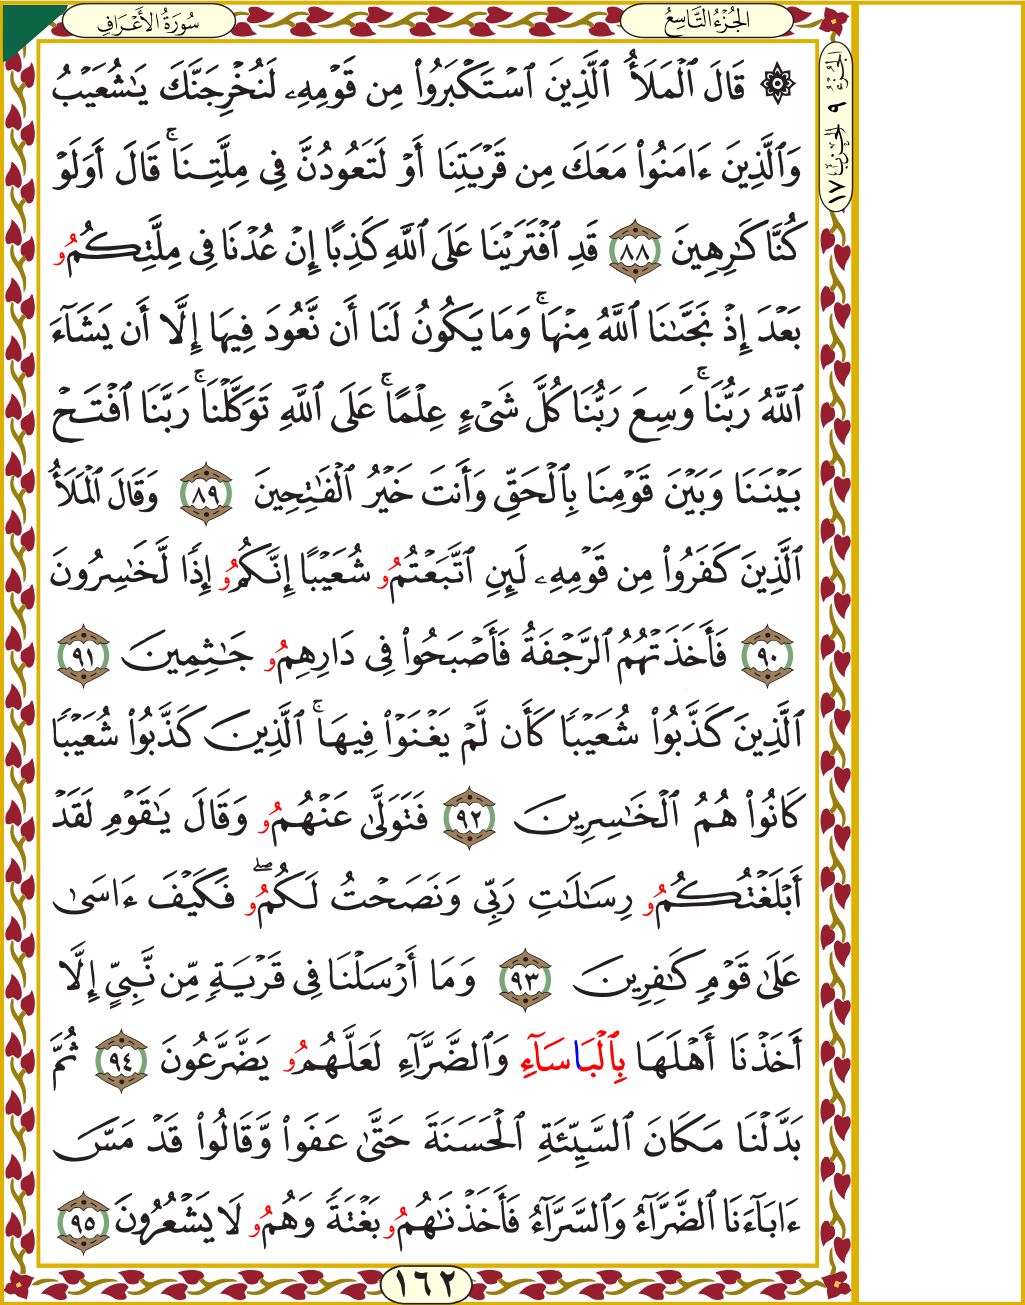 الجُزْءُ التَّاسِعُ
سُورَةُ الأَعْرَافِ
الجزء ٩ الحزب ١٧
۞ قَالَ ٱلْمَلَأُ ٱلَّذِينَ ٱسْتَكْبَرُوا۟ مِن قَوْمِهِۦ لَنُخْرِجَنَّكَ يَـٰشُعَيْبُ
وَٱلَّذِينَ ءَامَنُوا۟ مَعَكَ مِن قَرْيَتِنَا أَوْ لَتَعُودُنَّ فِى مِلَّتِنَا ۚ قَالَ أَوَلَوْ
كُنَّا كَـٰرِهِينَ ٨٨ قَدِ ٱفْتَرَيْنَا عَلَى ٱللَّهِ كَذِبًا إِنْ عُدْنَا فِى مِلَّتِكُمُۥ
بَعْدَ إِذْ نَجَّىٰنَا ٱللَّهُ مِنْهَا ۚ وَمَا يَكُونُ لَنَا أَن نَّعُودَ فِيهَا إِلَّا أَن يَشَآءَ
ٱللَّهُ رَبُّنَا ۚ وَسِعَ رَبُّنَا كُلَّ شَىْءٍ عِلْمًا ۚ عَلَى ٱللَّهِ تَوَكَّلْنَا ۚ رَبَّنَا ٱفْتَحْ
بَيْنَنَا وَبَيْنَ قَوْمِنَا بِٱلْحَقِّ وَأَنتَ خَيْرُ ٱلْفَـٰتِحِينَ ٨٩ وَقَالَ ٱلْمَلَأُ
ٱلَّذِينَ كَفَرُوا۟ مِن قَوْمِهِۦ لَئِنِ ٱتَّبَعْتُمُۥ شُعَيْبًا إِنَّكُمُۥ إِذًا لَّخَـٰسِرُونَ
٩٠ فَأَخَذَتْهُمُ ٱلرَّجْفَةُ فَأَصْبَحُوا۟ فِى دَارِهِمُۥ جَـٰثِمِينَ ٩١
ٱلَّذِينَ كَذَّبُوا۟ شُعَيْبًا كَأَن لَّمْ يَغْنَوْا۟ فِيهَا ۚ ٱلَّذِينَ كَذَّبُوا۟ شُعَيْبًا
كَانُوا۟ هُمُ ٱلْخَـٰسِرِينَ ٩٢ فَتَوَلَّىٰ عَنْهُمُۥ وَقَالَ يَـٰقَوْمِ لَقَدْ
أَبْلَغْتُكُمُۥ رِسَـٰلَـٰتِ رَبِّى وَنَصَحْتُ لَكُمُۥ ۖ فَكَيْفَ ءَاسَىٰ
عَلَىٰ قَوْمٍ كَـٰفِرِينَ ٩٣ وَمَا أَرْسَلْنَا فِى قَرْيَةٍ مِّن نَّبِىٍّ إِلَّا
أَخَذْنَا أَهْلَهَا بِٱلْبَاسَآءِ وَٱلضَّرَّآءِ لَعَلَّهُمُۥ يَضَّرَّعُونَ ٩٤ ثُمَّ
بَدَّلْنَا مَكَانَ ٱلسَّيِّئَةِ ٱلْحَسَنَةَ حَتَّىٰ عَفَوا۟ وَّقَالُوا۟ قَدْ مَسَّ
ءَابَآءَنَا ٱلضَّرَّآءُ وَٱلسَّرَّآءُ فَأَخَذْنَـٰهُمُۥ بَغْتَةً وَهُمُۥ لَا يَشْعُرُونَ ٩٥
١٦٢